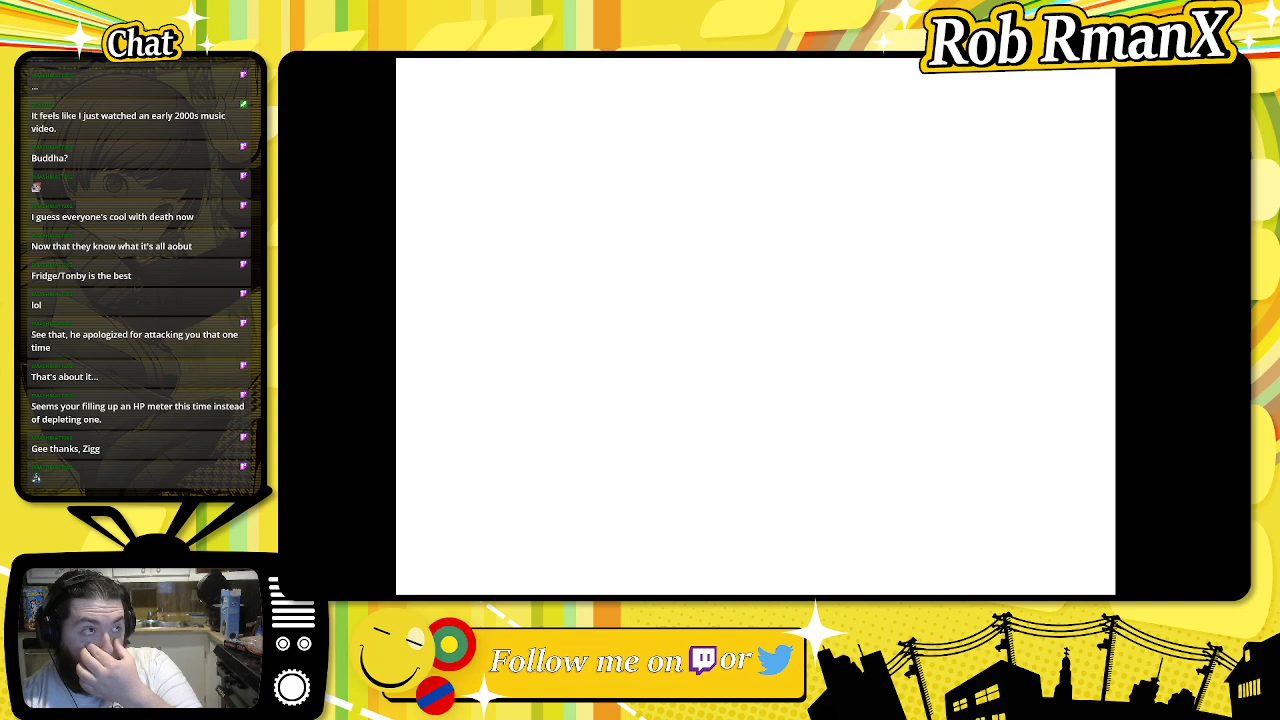 Chat
Rob RmanX
...
It feels like I just watched an early 2000s music
video.
Buddha?
I guess everyone's cool with death now
Now that they know what it's all aobut
Fridge/Tonby is the best
lol
See that, he apologized for attacking you that one
time
That's about it...
Seems your filling up an HP meter this time instead
of depleting one.
Gee thanks, Zigg
Follow me on or